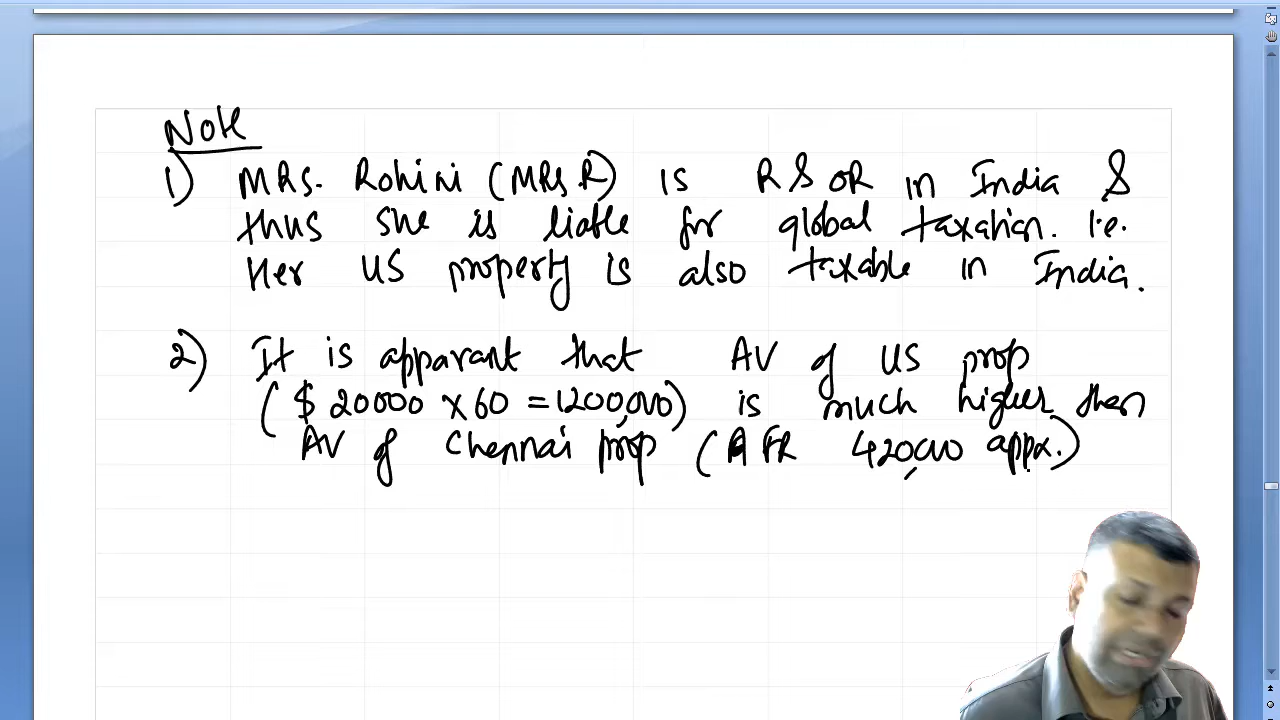 Note
1) MRS. Rohini (MRS R) is R & OR in India &
thus she is liable for global taxation. i.e.
Her US property is also taxable in India.
2) It is apparant that AV of US prop
($ 20000 x 60 = 1200,000) is much higher then
AV of Chennai prop (AFR 420,000 appx.)